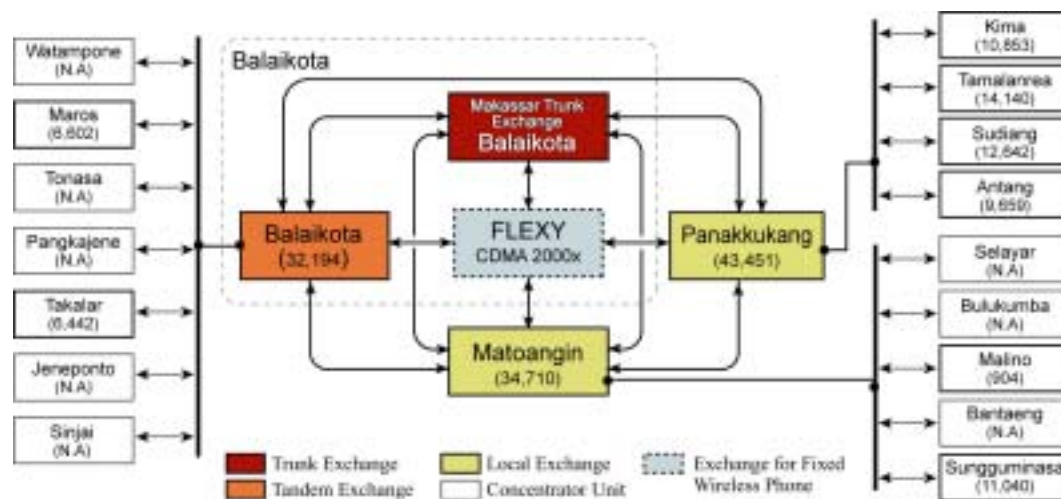 Watampone
(N.A)
Maros
(6,602)
Tonasa
(N.A)
Pangkajene
(N.A)
Takalar
(6,442)
Jeneponto
(N.A)
Sinjai
(N.A)
Balaikota
Makassar Trunk
Exchange
Balaikota
Balaikota
(32,194)
FLEXY
CDMA 2000x
Panakkukang
(43,451)
Matoangin
(34,710)
Kima
(10,853)
Tamalanrea
(14,140)
Sudiang
(12,642)
Antang
(9,659)
Selayar
(N.A)
Bulukumba
(N.A)
Malino
(904)
Bantaeng
(N.A)
Sungguminasa
(11,040)
Trunk Exchange
Tandem Exchange
Local Exchange
Concentrator Unit
Exchange for Fixed
Wireless Phone